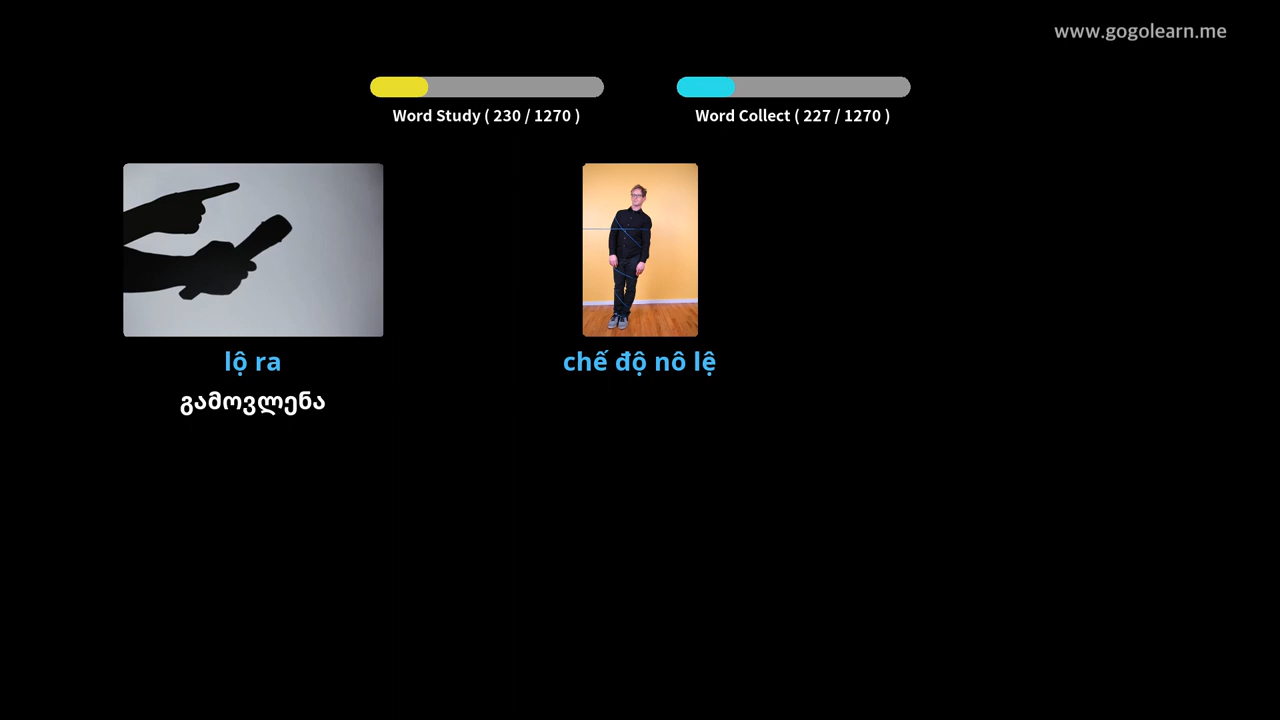 www.gogolearn.me
Word Study ( 230 / 1270 )
Word Collect ( 227 / 1270 )
lộ ra
გამოვლენა
chế độ nô lệ